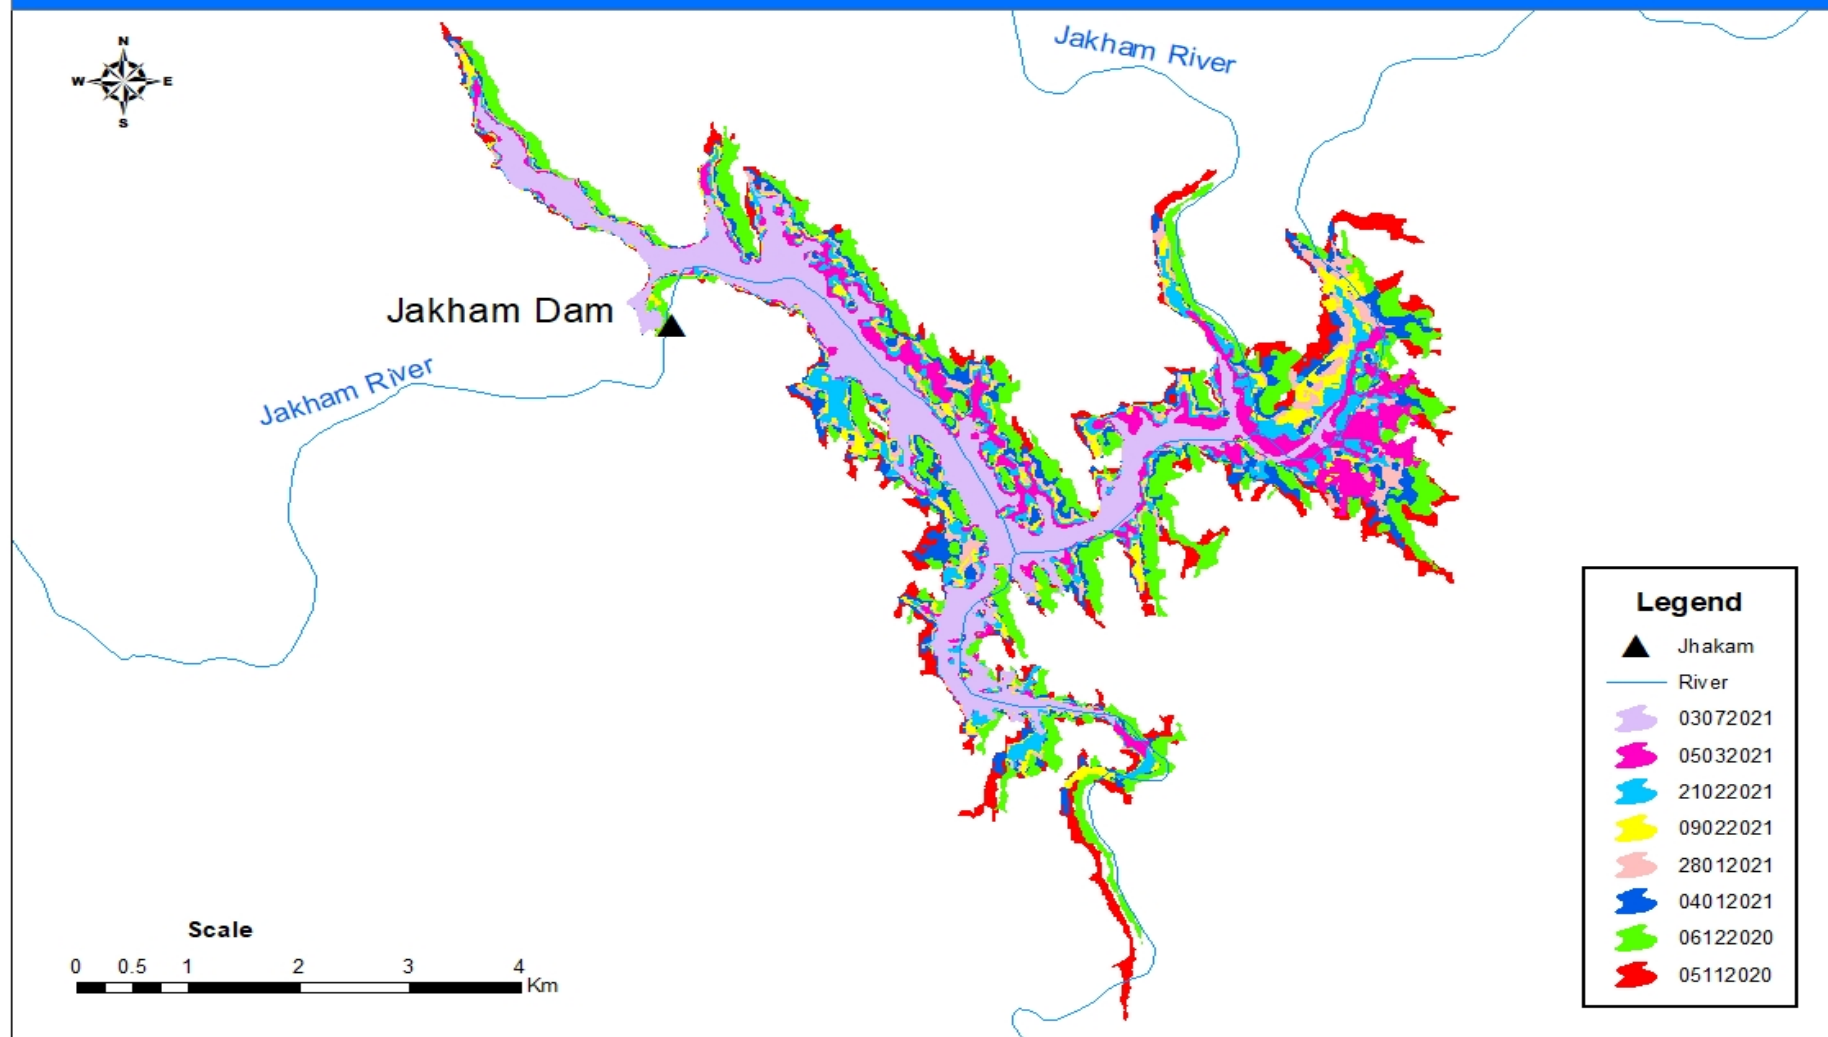 N
W E
S
Jakham River
Jakham Dam
Jakham River
Legend
Jhakam
River
03072021
05032021
21022021
09022021
28012021
04012021
06122020
05112020
Scale
0 0.5 1 2 3 4
Km